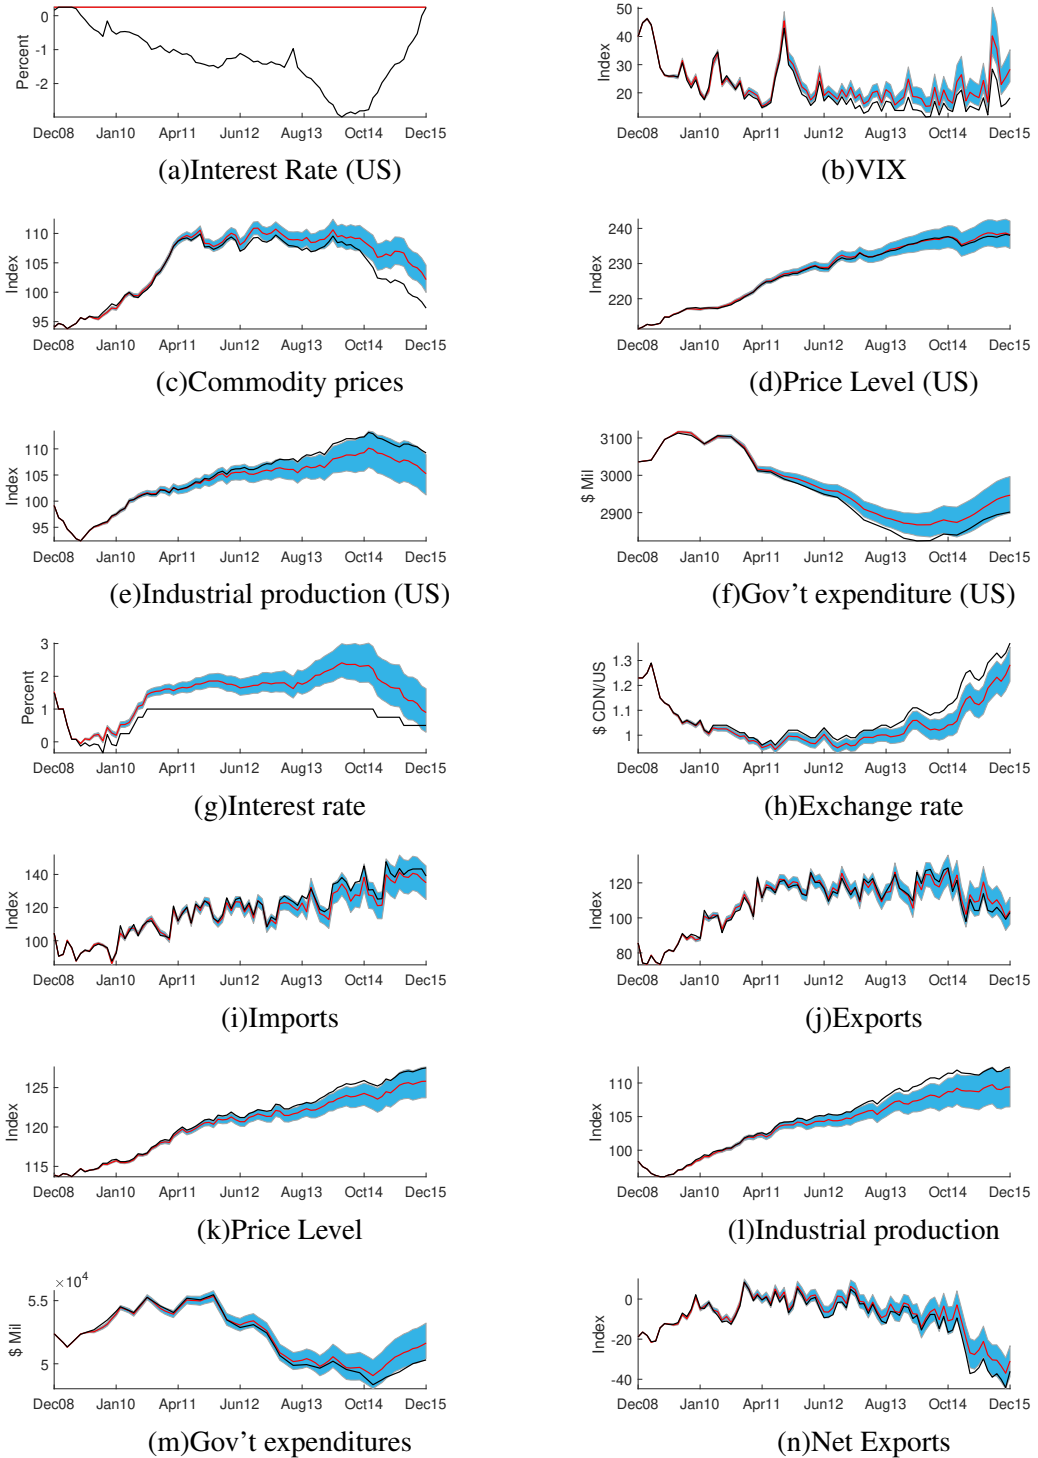 0
-1
-2
Percent
Dec08 Jan10 Apr11 Jun12 Aug13 Oct14 Dec15
(a)Interest Rate (US)
50
40
30
20
Index
Dec08 Jan10 Apr11 Jun12 Aug13 Oct14 Dec15
(b)VIX
110
105
100
95
Index
Dec08 Jan10 Apr11 Jun12 Aug13 Oct14 Dec15
(c)Commodity prices
240
230
220
Index
Dec08 Jan10 Apr11 Jun12 Aug13 Oct14 Dec15
(d)Price Level (US)
110
105
100
95
Index
Dec08 Jan10 Apr11 Jun12 Aug13 Oct14 Dec15
(e)Industrial production (US)
3100
3000
2900
$ Mil
Dec08 Jan10 Apr11 Jun12 Aug13 Oct14 Dec15
(f)Gov't expenditure (US)
3
2
1
0
Percent
Dec08 Jan10 Apr11 Jun12 Aug13 Oct14 Dec15
(g)Interest rate
1.3
1.2
1.1
1
$ CDN/US
Dec08 Jan10 Apr11 Jun12 Aug13 Oct14 Dec15
(h)Exchange rate
140
120
100
Index
Dec08 Jan10 Apr11 Jun12 Aug13 Oct14 Dec15
(i)Imports
120
100
80
Index
Dec08 Jan10 Apr11 Jun12 Aug13 Oct14 Dec15
(j)Exports
125
120
115
Index
Dec08 Jan10 Apr11 Jun12 Aug13 Oct14 Dec15
(k)Price Level
110
105
100
Index
Dec08 Jan10 Apr11 Jun12 Aug13 Oct14 Dec15
(l)Industrial production
×10⁴
5.5
5
$ Mil
Dec08 Jan10 Apr11 Jun12 Aug13 Oct14 Dec15
(m)Gov't expenditures
0
-20
-40
Index
Dec08 Jan10 Apr11 Jun12 Aug13 Oct14 Dec15
(n)Net Exports